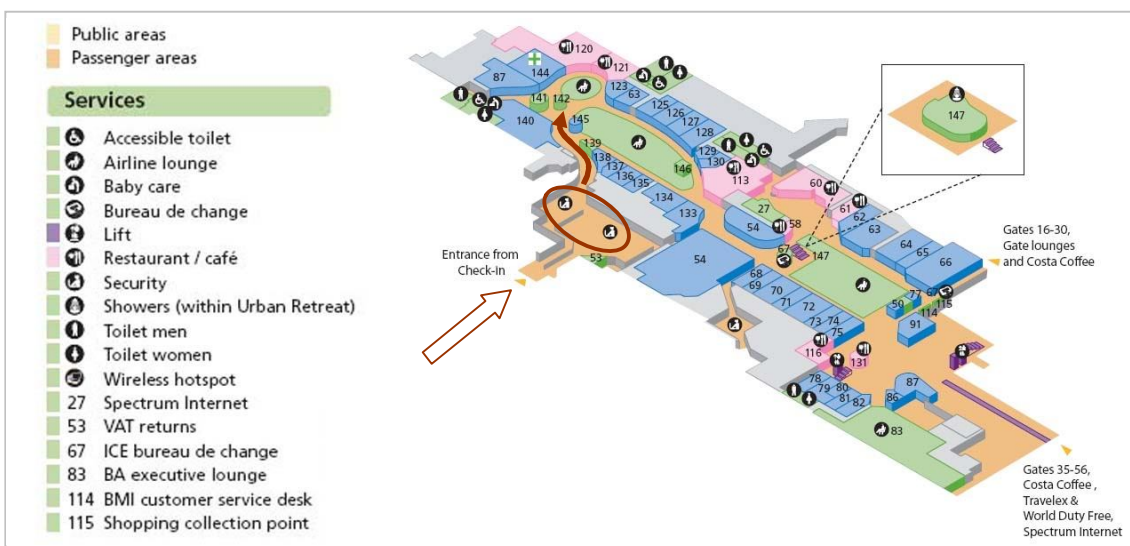 Public areas
Passenger areas
Services
Accessible toilet
Airline lounge
Baby care
Bureau de change
Lift
Restaurant / café
Security
Showers (within Urban Retreat)
Toilet men
Toilet women
Wireless hotspot
27 Spectrum Internet
53 VAT returns
67 ICE bureau de change
83 BA executive lounge
114 BMI customer service desk
115 Shopping collection point
120
121
144
87
141
142
123
63
125
126
127
128
140
145
139
138
137
136
135
129
130
146
113
134
133
60
61
62
63
27
58
54
67
147
64
65
66
147
Entrance from
Check-In
53
54
68
69
70
71
72
73
74
75
50
77
67
115
114
91
116
131
78
79
80
81
82
86
87
83
Gates 16-30,
Gate lounges
and Costa Coffee
Gates 35-56,
Costa Coffee ,
Travelex &
World Duty Free,
Spectrum Internet